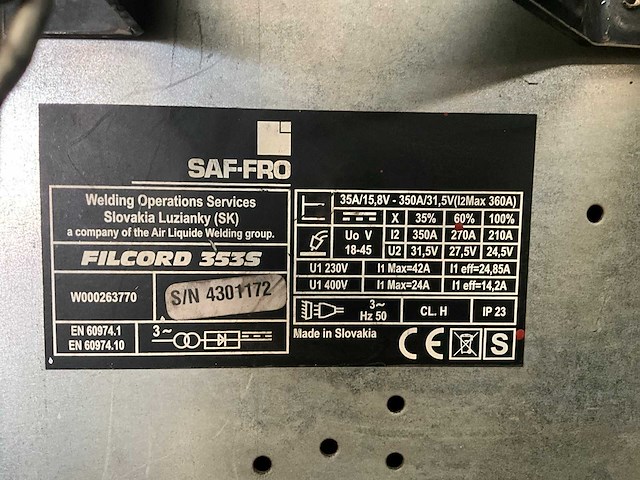 SAF-FRO
Welding Operations Services
Slovakia Luzianky (SK)
a company of the Air Liquide Welding group.
FILCORD 353S
W000263770
S/N 4301172
EN 60974.1
EN 60974.10
3~
35A/15,8V - 350A/31,5V(I2Max 360A)
X 35% 60% 100%
Uo V I2 350A 270A 210A
18-45 U2 31,5V 27,5V 24,5V
U1 230V I1 Max=42A I1 eff=24,85A
U1 400V I1 Max=24A I1 eff=14,2A
3~
Hz 50 CL. H IP 23
Made in Slovakia
CE S